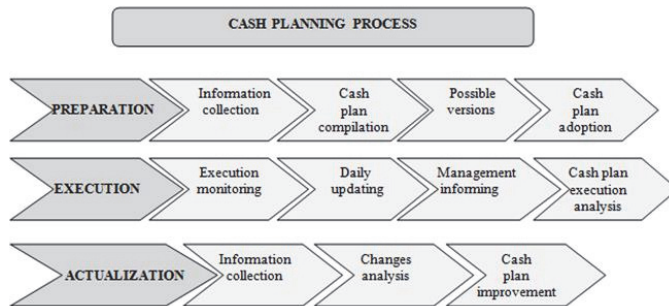 CASH PLANNING PROCESS
PREPARATION
Information
collection
Cash
plan
compilation
Possible
versions
Cash
plan
adoption
EXECUTION
Execution
monitoring
Daily
updating
Management
informing
Cash plan
execution
analysis
ACTUALIZATION
Information
collection
Changes
analysis
Cash
plan
improvement